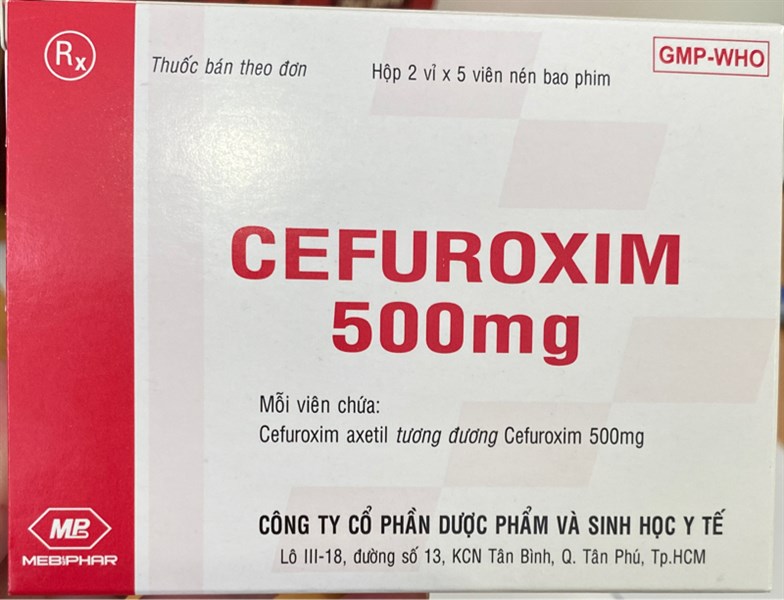 Rx
Thuốc bán theo đơn
Hộp 2 vỉ x 5 viên nén bao phim
GMP-WHO
CEFUROXIM
500mg
Mỗi viên chứa:
Cefuroxim axetil tương đương Cefuroxim 500mg
MP
MEBIPHAR
CÔNG TY CỔ PHẦN DƯỢC PHẨM VÀ SINH HỌC Y TẾ
Lô III-18, đường số 13, KCN Tân Bình, Q. Tân Phú, Tp.HCM